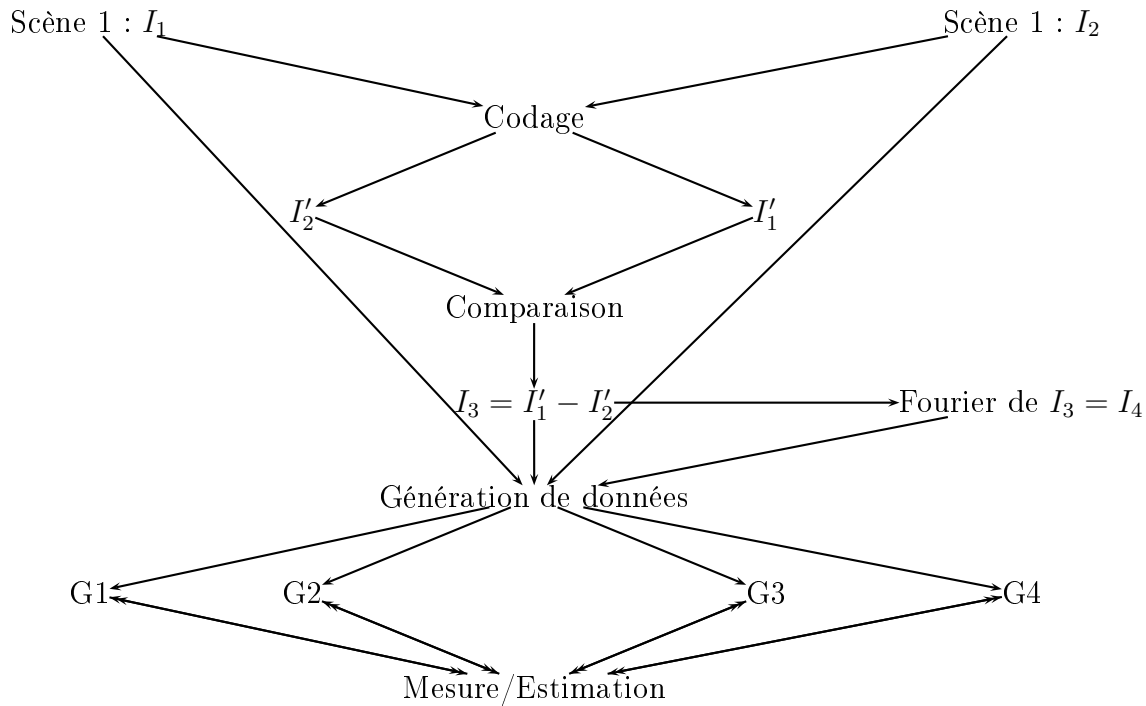 Scène 1 : I₁ Scène 1 : I₂
Codage
I′₂ I′₁
Comparaison
I₃ = I′₁ − I′₂ Fourier de I₃ = I₄
Génération de données
G1 G2 G3 G4
Mesure/Estimation